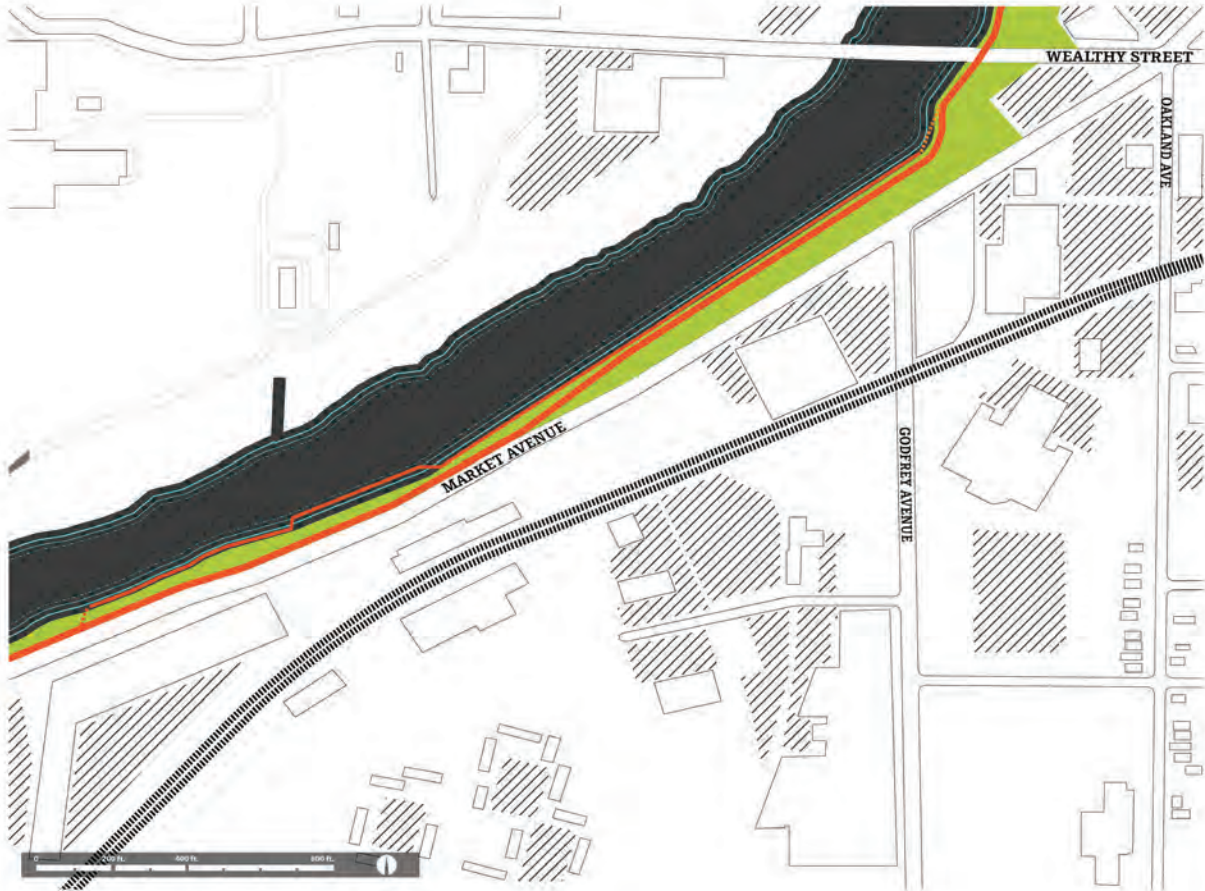 WEALTHY STREET
OAKLAND AVE
MARKET AVENUE
GODFREY AVENUE
0 200 ft. 400 ft. 800 ft.